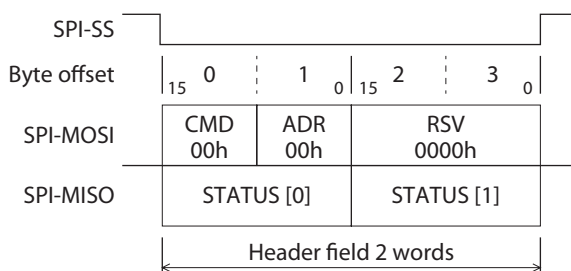 SPI-SS
Byte offset 15 0 1 0 15 2 3 0
SPI-MOSI CMD 00h ADR 00h RSV 0000h
SPI-MISO STATUS [0] STATUS [1]
Header field 2 words